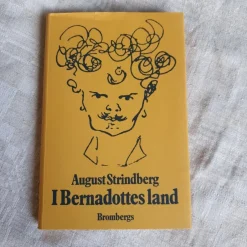 August Strindberg
I Bernadottes land
Brombergs